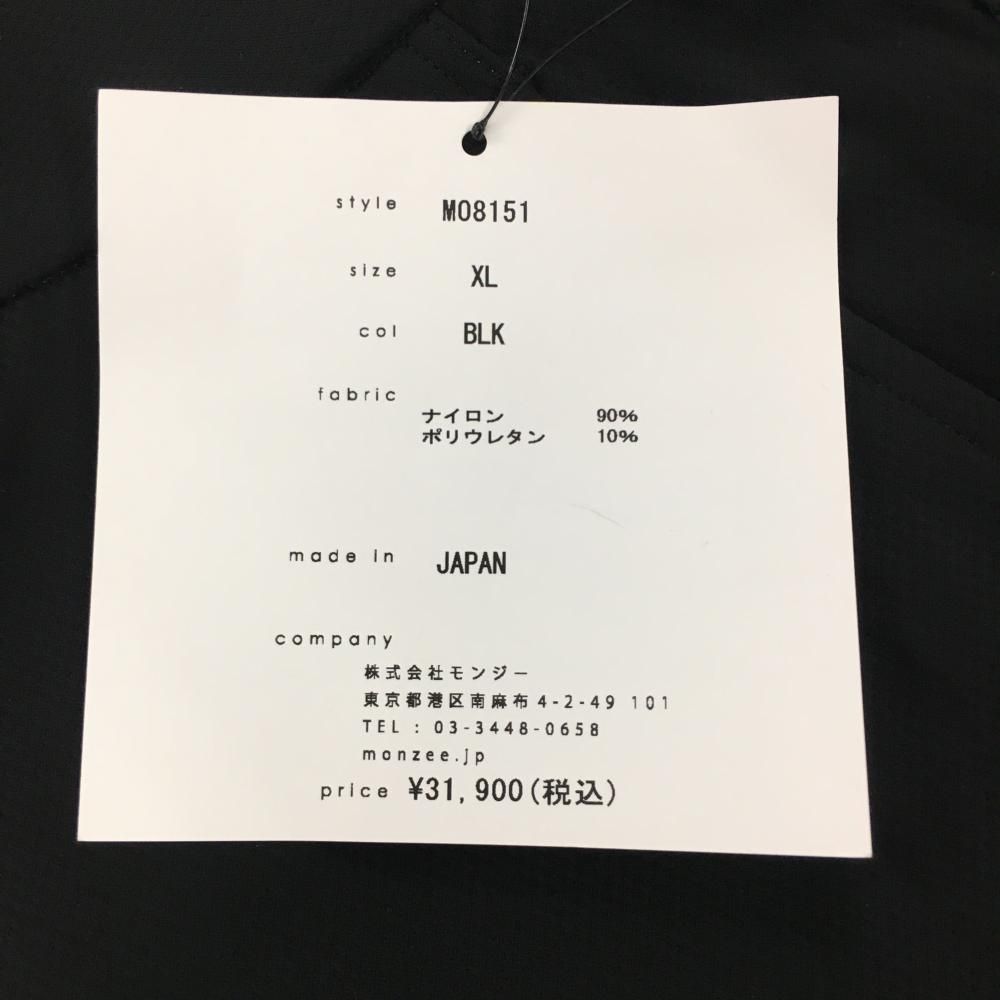 style M08151
size XL
col BLK
fabric
ナイロン 90%
ポリウレタン 10%
made in JAPAN
company
株式会社モンジー
東京都港区南麻布4-2-49 101
TEL : 03-3448-0658
monzee.jp
price ¥31,900(税込)